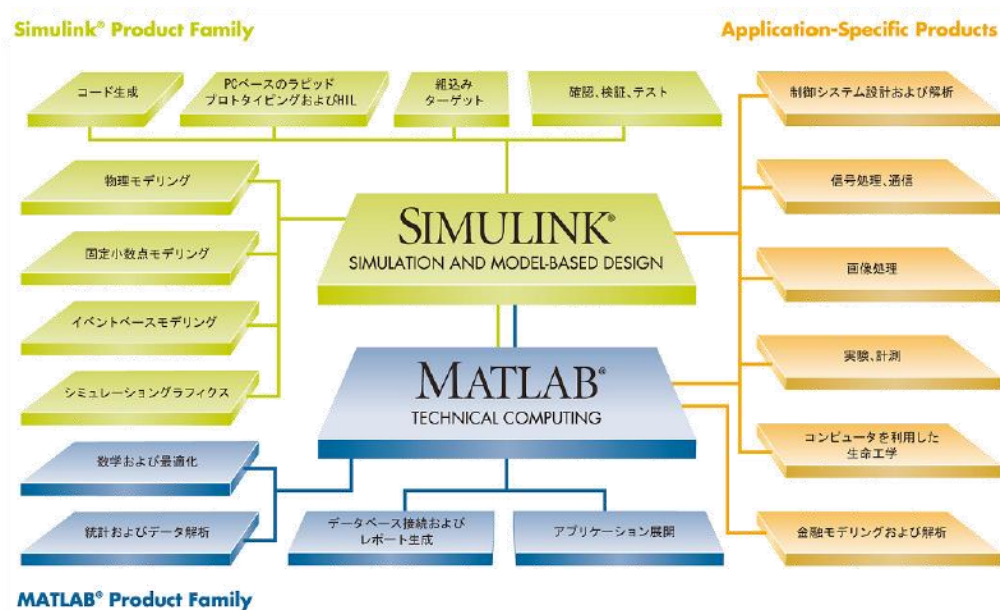 Simulink® Product Family
Application-Specific Products
コード生成
PCベースのラピッド
プロトタイピングおよびHIL
組込み
ターゲット
確認、検証、テスト
制御システム設計および解析
物理モデリング
信号処理、通信
SIMULINK®
SIMULATION AND MODEL-BASED DESIGN
固定小数点モデリング
画像処理
イベントベースモデリング
実験、計測
シミュレーショングラフィクス
MATLAB®
TECHNICAL COMPUTING
数学および最適化
コンピュータを利用した
生命工学
統計およびデータ解析
データベース接続および
レポート生成
アプリケーション展開
金融モデリングおよび解析
MATLAB® Product Family